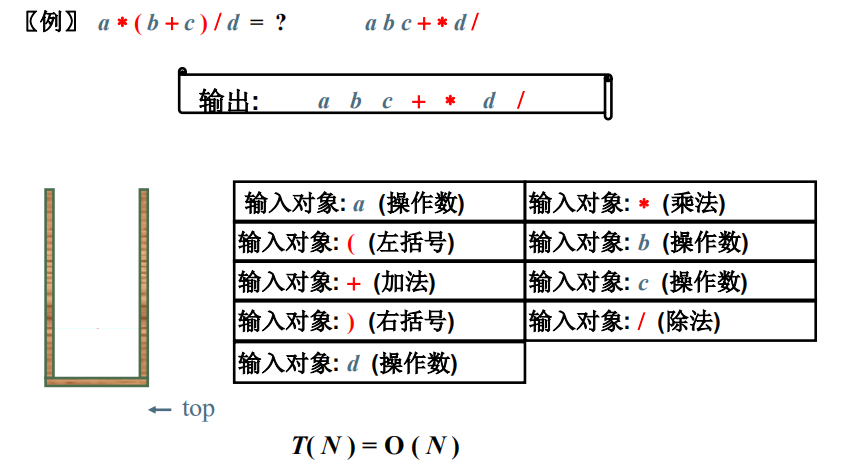 〖例〗 a * ( b + c ) / d = ? a b c + * d /
输出: a b c + * d /
输入对象: a (操作数) 输入对象: * (乘法)
输入对象: ( (左括号) 输入对象: b (操作数)
输入对象: + (加法) 输入对象: c (操作数)
输入对象: ) (右括号) 输入对象: / (除法)
输入对象: d (操作数)
← top
T( N ) = O ( N )